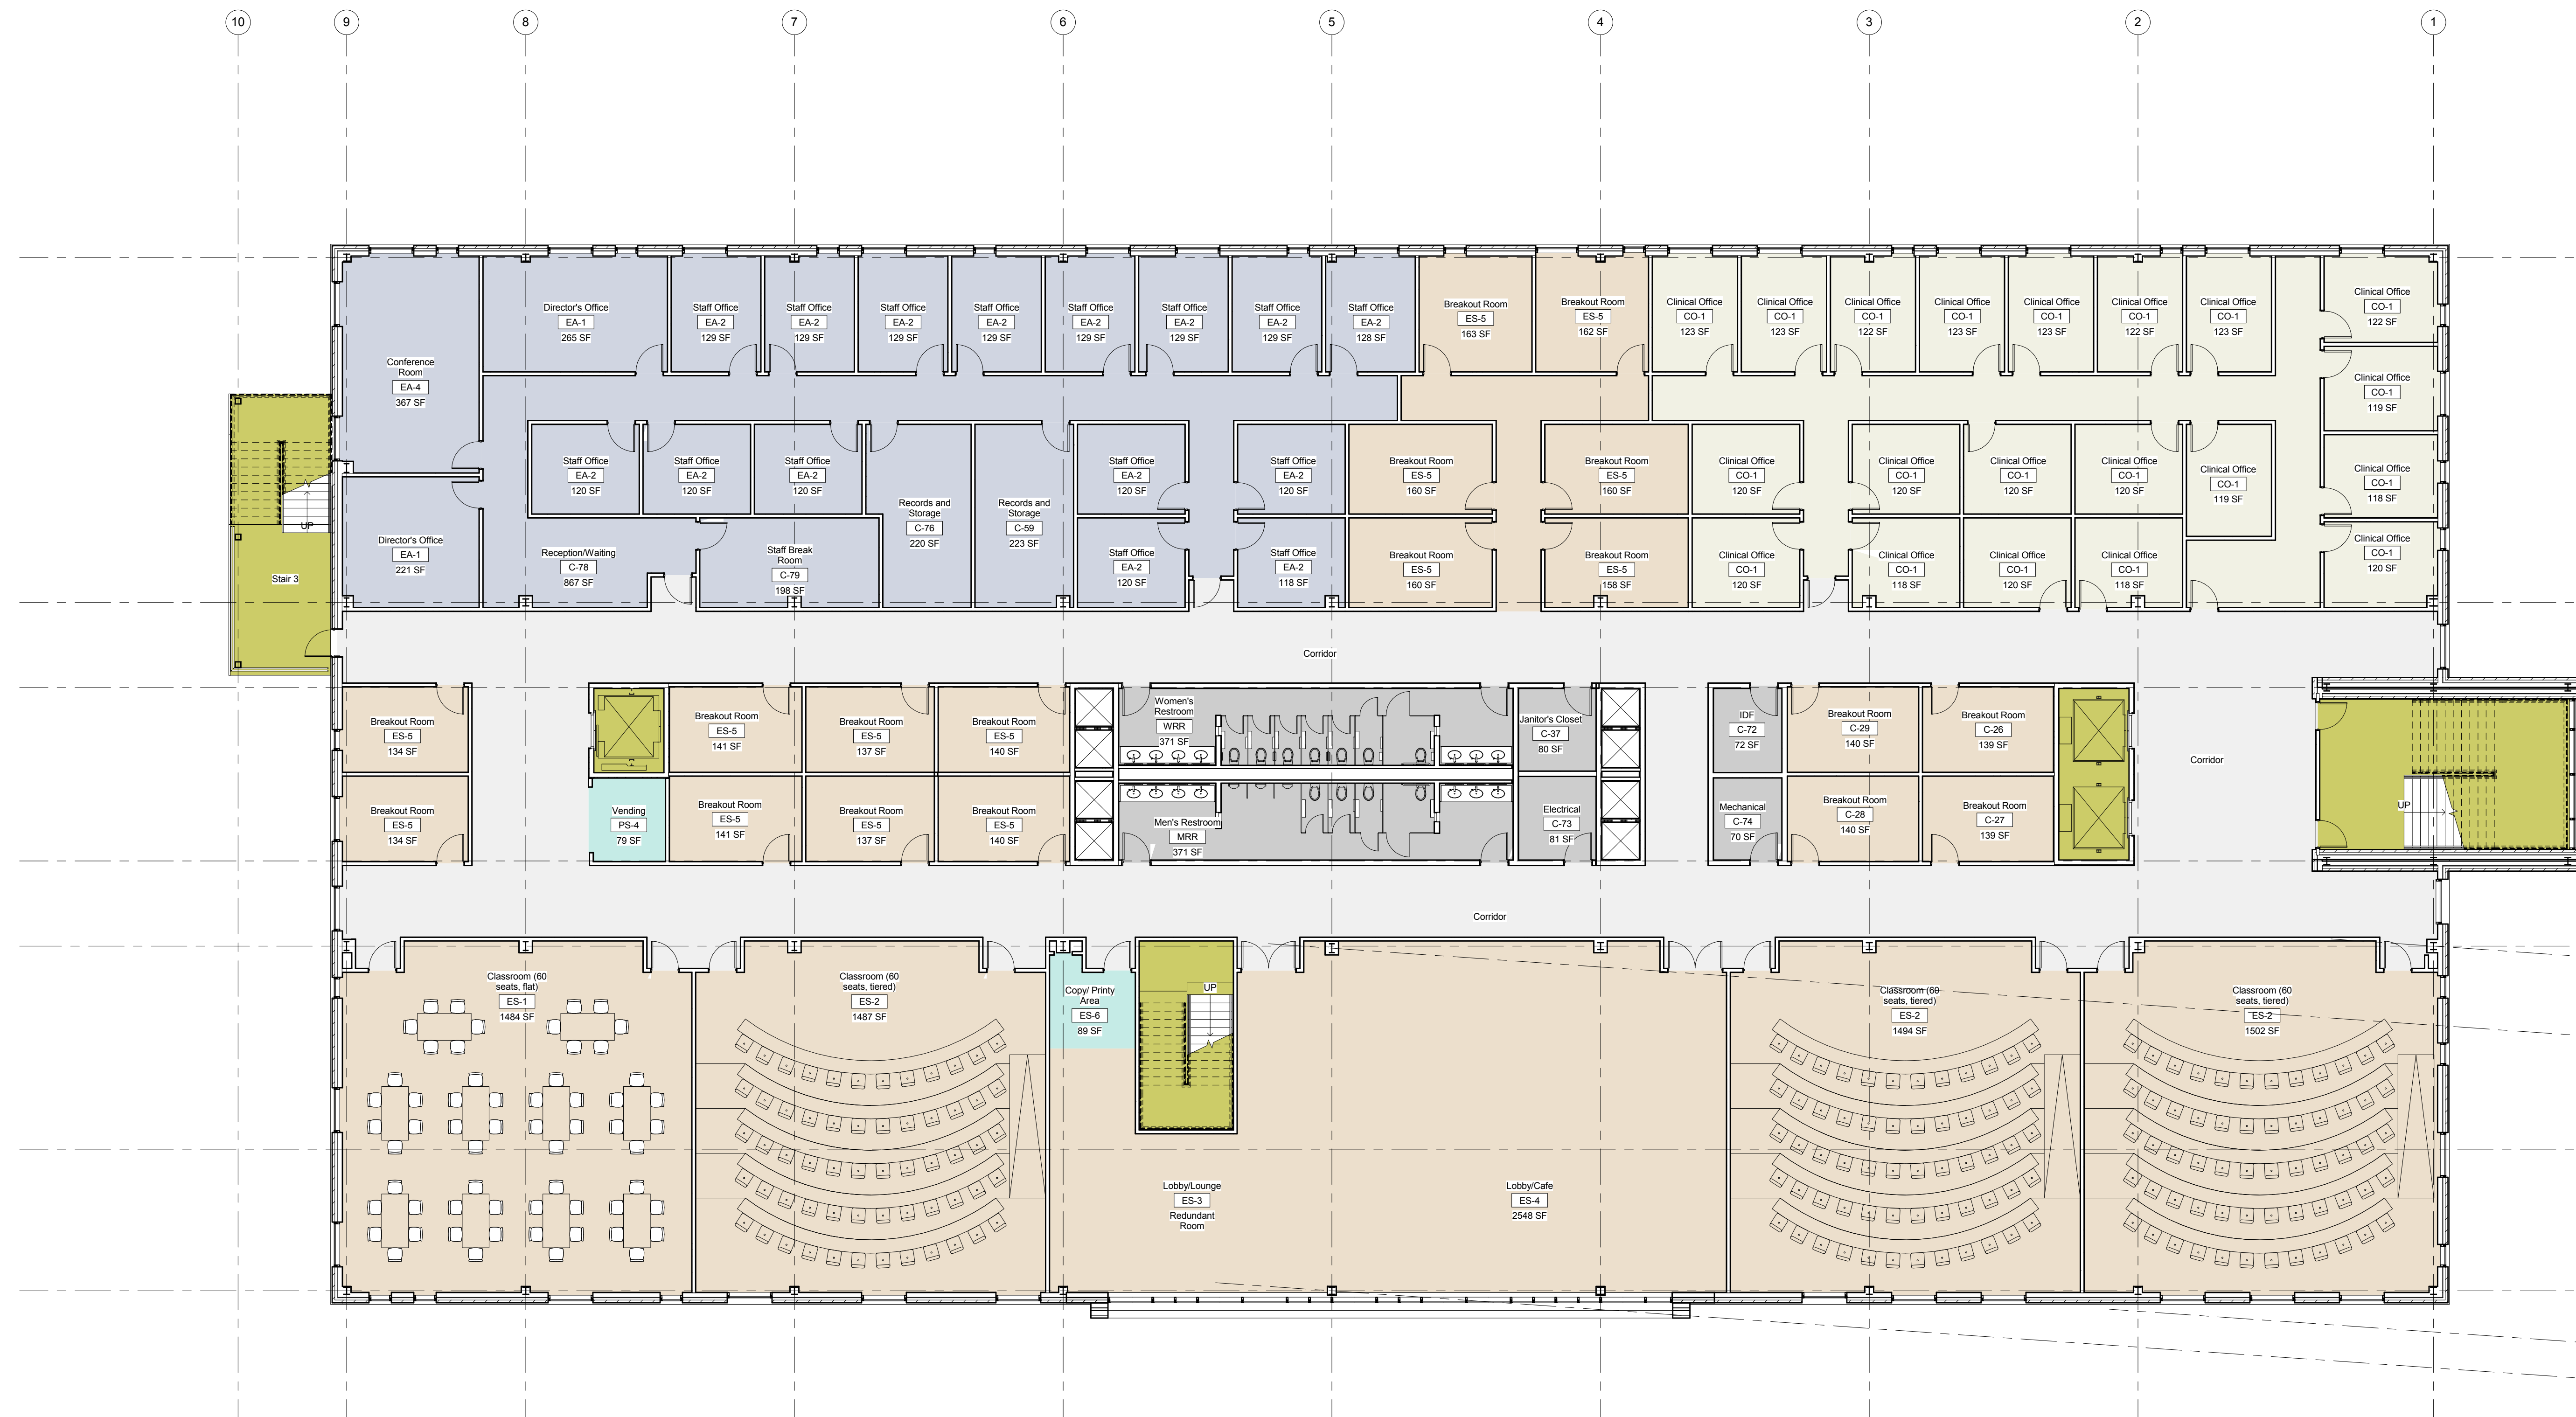 10
9
8
7
6
5
4
3
2
1
Director's Office
EA-1
265 SF
Staff Office
EA-2
129 SF
Staff Office
EA-2
129 SF
Staff Office
EA-2
129 SF
Staff Office
EA-2
129 SF
Staff Office
EA-2
129 SF
Staff Office
EA-2
129 SF
Staff Office
EA-2
129 SF
Staff Office
EA-2
128 SF
Breakout Room
ES-5
163 SF
Breakout Room
ES-5
162 SF
Clinical Office
CO-1
123 SF
Clinical Office
CO-1
123 SF
Clinical Office
CO-1
122 SF
Clinical Office
CO-1
123 SF
Clinical Office
CO-1
123 SF
Clinical Office
CO-1
122 SF
Clinical Office
CO-1
123 SF
Clinical Office
CO-1
122 SF
Conference
Room
EA-4
367 SF
Clinical Office
CO-1
119 SF
Staff Office
EA-2
120 SF
Staff Office
EA-2
120 SF
Staff Office
EA-2
120 SF
Records and
Storage
C-76
220 SF
Records and
Storage
C-59
223 SF
Staff Office
EA-2
120 SF
Staff Office
EA-2
120 SF
Breakout Room
ES-5
160 SF
Breakout Room
ES-5
160 SF
Clinical Office
CO-1
120 SF
Clinical Office
CO-1
120 SF
Clinical Office
CO-1
120 SF
Clinical Office
CO-1
120 SF
Clinical Office
CO-1
119 SF
Clinical Office
CO-1
118 SF
UP
Stair 3
Director's Office
EA-1
221 SF
Reception/Waiting
C-78
867 SF
Staff Break
Room
C-79
198 SF
Staff Office
EA-2
120 SF
Staff Office
EA-2
118 SF
Breakout Room
ES-5
160 SF
Breakout Room
ES-5
158 SF
Clinical Office
CO-1
120 SF
Clinical Office
CO-1
118 SF
Clinical Office
CO-1
120 SF
Clinical Office
CO-1
118 SF
Clinical Office
CO-1
120 SF
Corridor
Breakout Room
ES-5
134 SF
Breakout Room
ES-5
141 SF
Breakout Room
ES-5
137 SF
Breakout Room
ES-5
140 SF
Women's
Restroom
WRR
371 SF
Janitor's Closet
C-37
80 SF
IDF
C-72
72 SF
Breakout Room
C-29
140 SF
Breakout Room
C-26
139 SF
Corridor
Breakout Room
ES-5
134 SF
Vending
PS-4
79 SF
Breakout Room
ES-5
141 SF
Breakout Room
ES-5
137 SF
Breakout Room
ES-5
140 SF
Men's Restroom
MRR
371 SF
Electrical
C-73
81 SF
Mechanical
C-74
70 SF
Breakout Room
C-28
140 SF
Breakout Room
C-27
139 SF
UP
Corridor
Classroom (60
seats, flat)
ES-1
1484 SF
Classroom (60
seats, tiered)
ES-2
1487 SF
Copy/ Printy
Area
ES-6
89 SF
UP
Classroom (60
seats, tiered)
ES-2
1494 SF
Classroom (60
seats, tiered)
ES-2
1502 SF
Lobby/Lounge
ES-3
Redundant
Room
Lobby/Cafe
ES-4
2548 SF